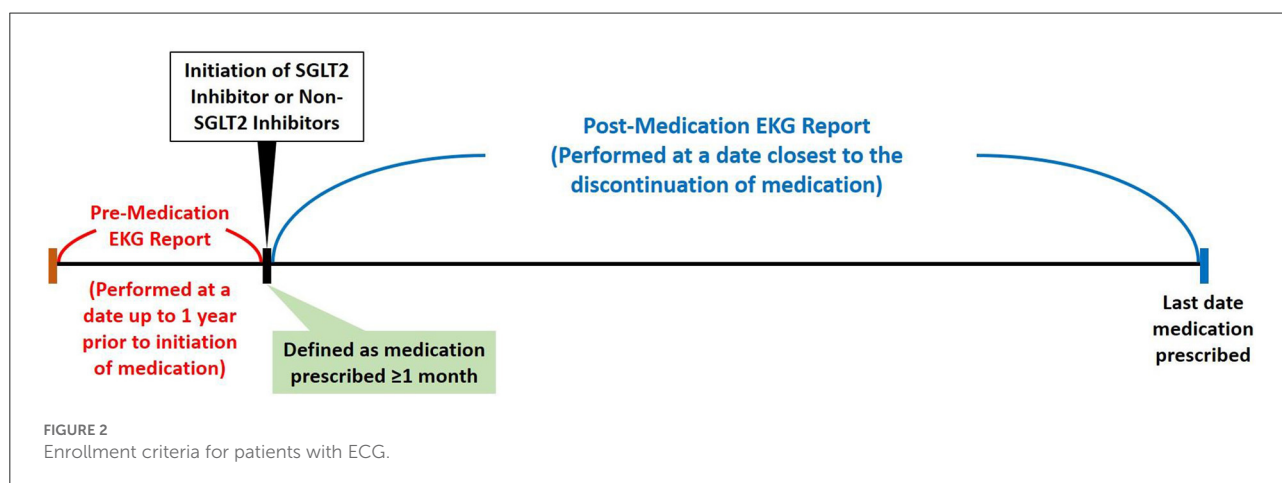 Initiation of SGLT2
Inhibitor or Non-
SGLT2 Inhibitors
Post-Medication EKG Report
(Performed at a date closest to the
discontinuation of medication)
Pre-Medication
EKG Report
(Performed at a
date up to 1 year
prior to initiation
of medication)
Defined as medication
prescribed ≥1 month
Last date
medication
prescribed
FIGURE 2
Enrollment criteria for patients with ECG.